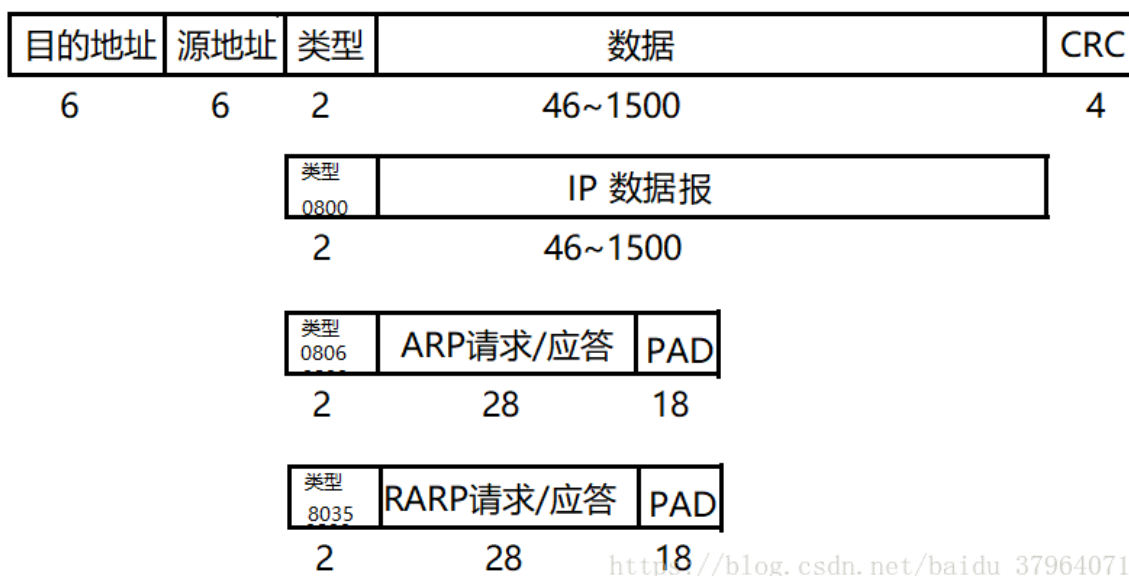 目的地址 源地址 类型 数据 CRC
6 6 2 46~1500 4
类型 IP 数据报
0800
2 46~1500
类型 ARP请求/应答 PAD
0806
2 28 18
类型 RARP请求/应答 PAD
8035
2 28 18
https://blog.csdn.net/baidu_37964071